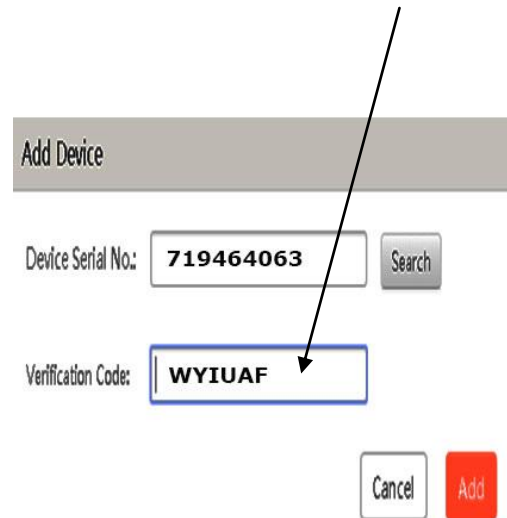 Add Device
Device Serial No.: 719464063 Search
Verification Code: WYIUAF
Cancel Add